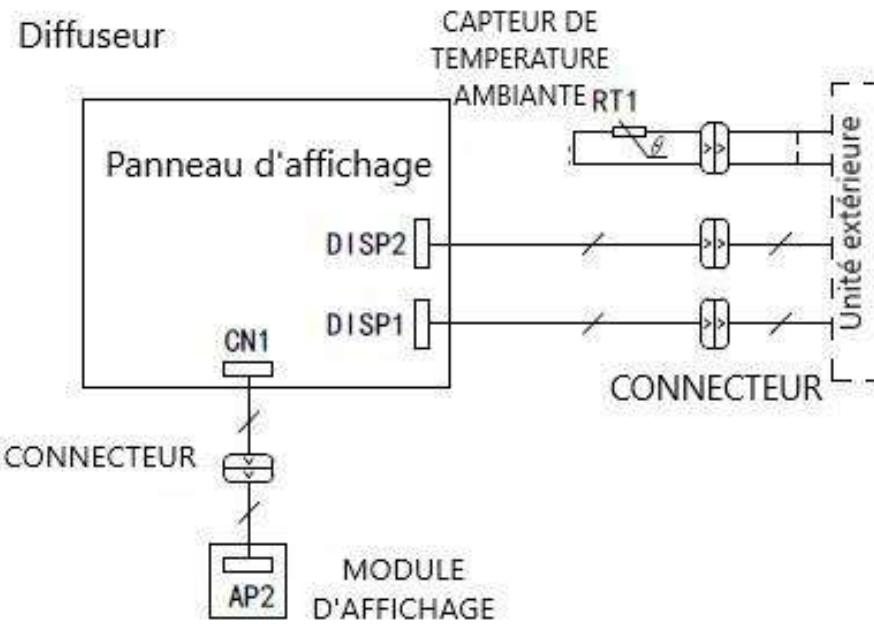 Diffuseur
CAPTEUR DE
TEMPERATURE
AMBIANTE
RT1
θ
Panneau d'affichage
DISP2
DISP1
CN1
Unité extérieure
CONNECTEUR
CONNECTEUR
AP2
MODULE
D'AFFICHAGE